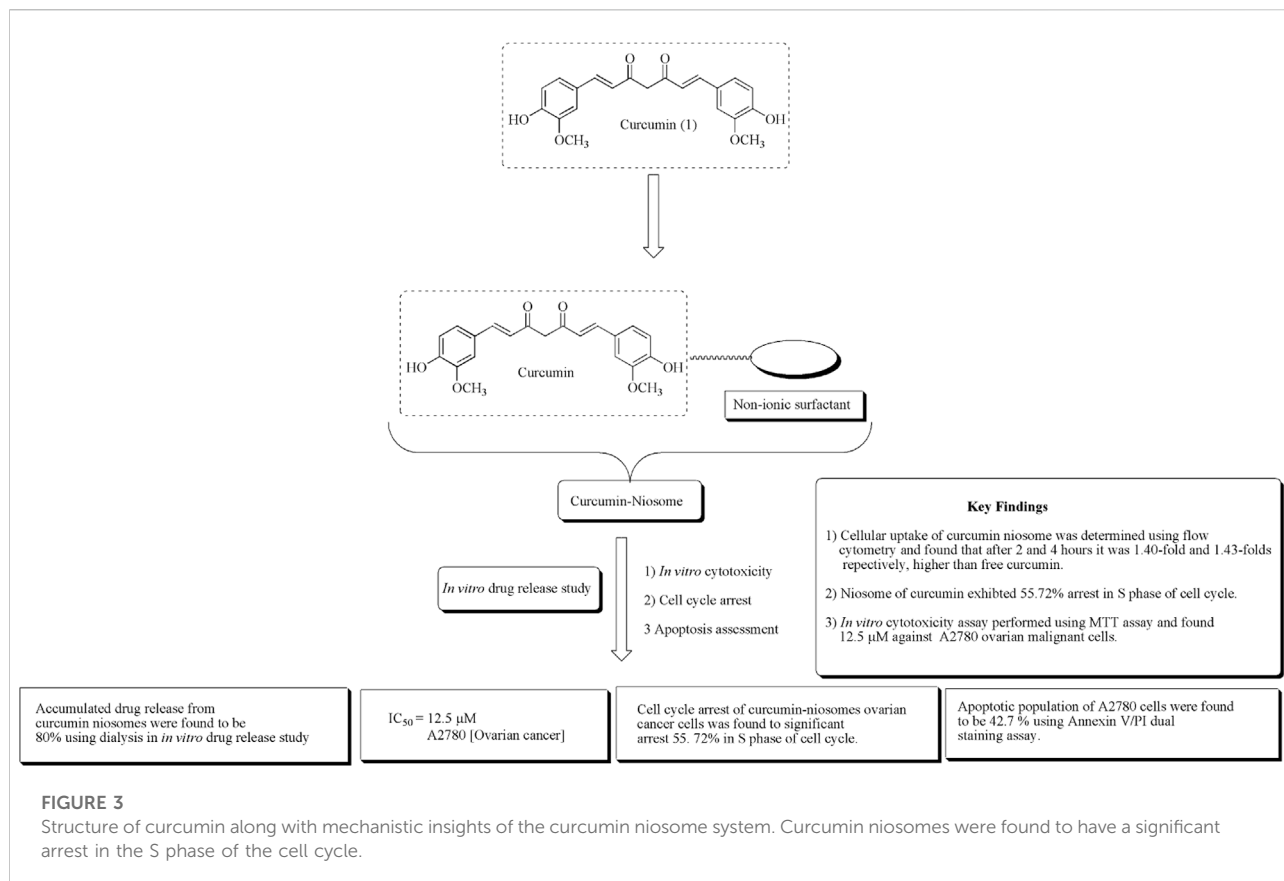 O
O
HO
OCH3
Curcumin (1)
OCH3
OH
O
O
HO
OCH3
Curcumin
OCH3
OH
Non-ionic surfactant
Curcumin-Niosome
In vitro drug release study
1) In vitro cytotoxicity
2) Cell cycle arrest
3 Apoptosis assessment
Key Findings
1) Cellular uptake of curcumin niosome was determined using flow
cytometry and found that after 2 and 4 hours it was 1.40-fold and 1.43-folds
repectively, higher than free curcumin.
2) Niosome of curcumin exhibted 55.72% arrest in S phase of cell cycle.
3) In vitro cytotoxicity assay performed using MTT assay and found
12.5 μM against A2780 ovarian malignant cells.
Accumulated drug release from
curcumin niosomes were found to be
80% using dialysis in in vitro drug release study
IC50 = 12.5 μM
A2780 [Ovarian cancer]
Cell cycle arrest of curcumin-niosomes ovarian
cancer cells was found to significant
arrest 55. 72% in S phase of cell cycle.
Apoptotic population of A2780 cells were found
to be 42.7 % using Annexin V/PI dual
staining assay.
FIGURE 3
Structure of curcumin along with mechanistic insights of the curcumin niosome system. Curcumin niosomes were found to have a significant
arrest in the S phase of the cell cycle.